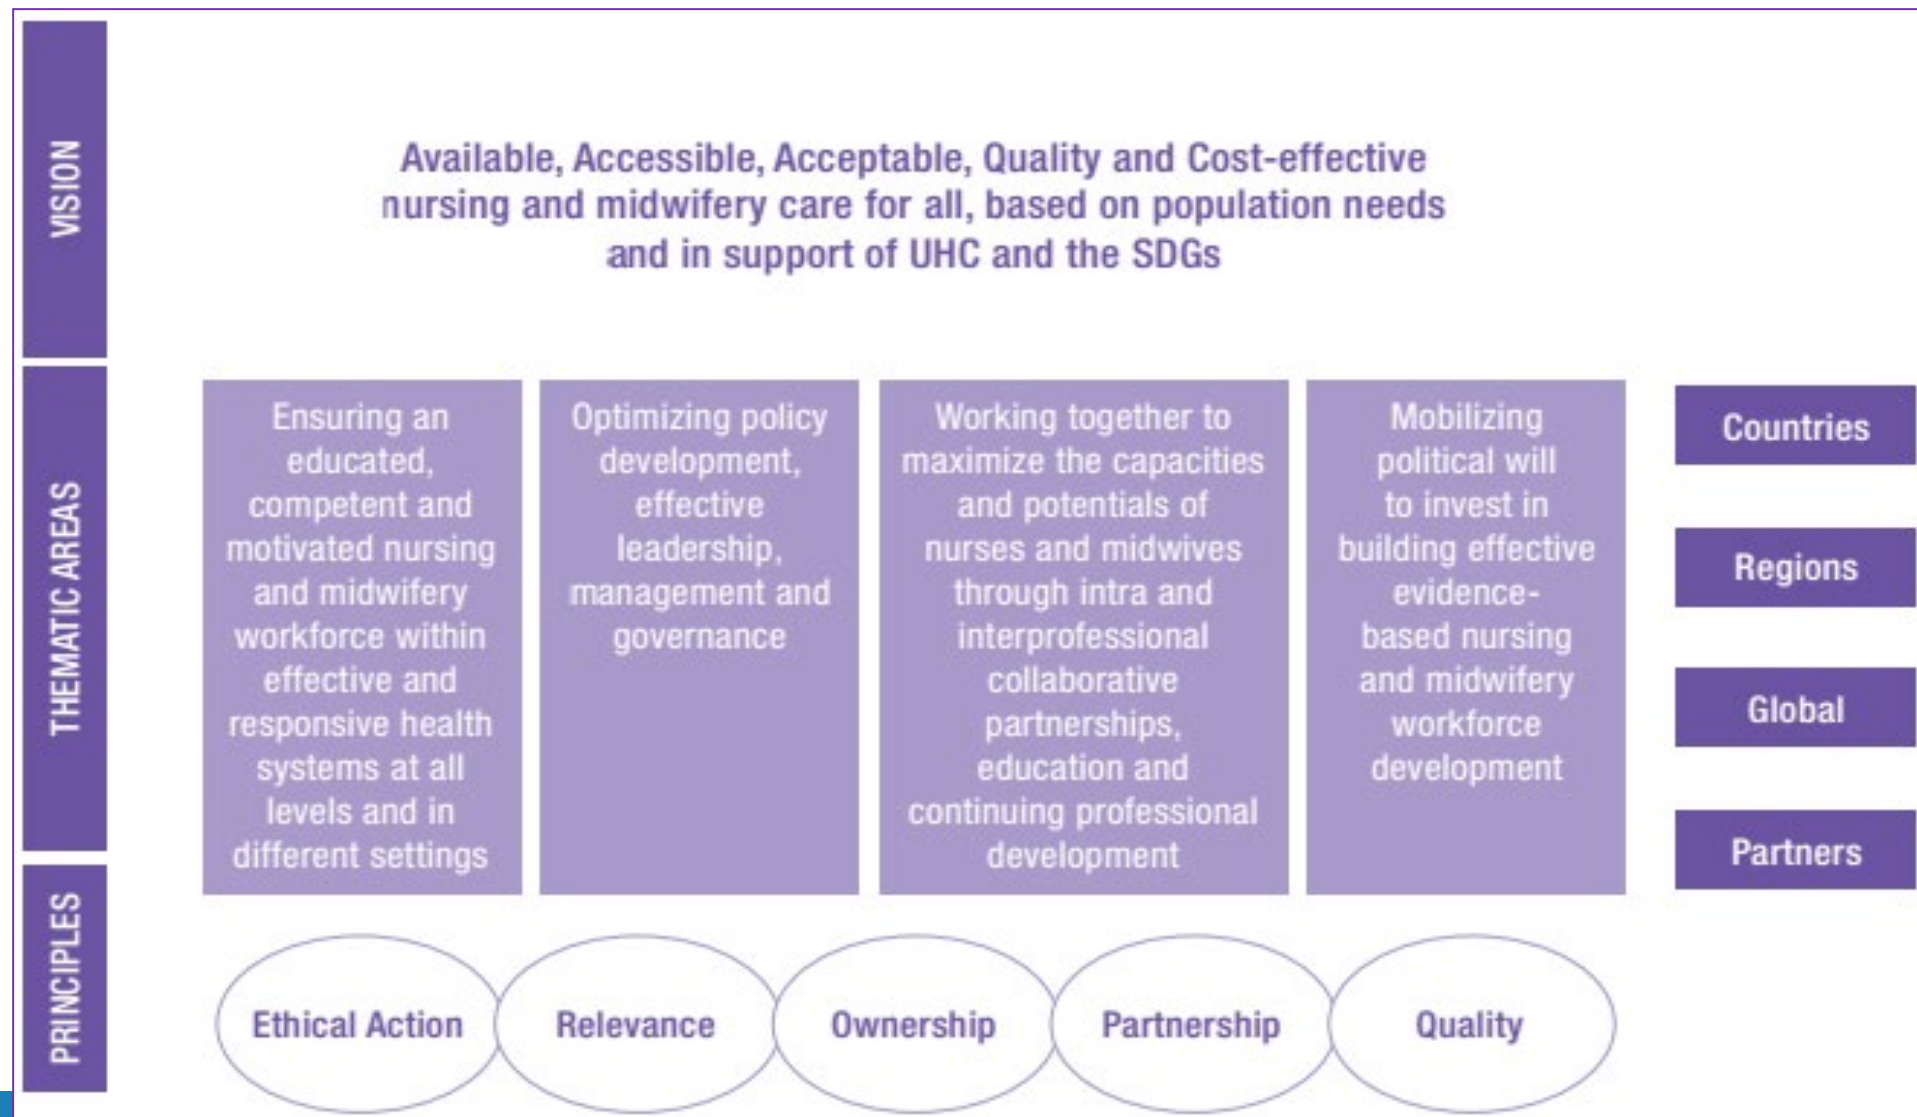 VISION
Available, Accessible, Acceptable, Quality and Cost-effective
nursing and midwifery care for all, based on population needs
and in support of UHC and the SDGs
THEMATIC AREAS
Ensuring an
educated,
competent and
motivated nursing
and midwifery
workforce within
effective and
responsive health
systems at all
levels and in
different settings
Optimizing policy
development,
effective
leadership,
management and
governance
Working together to
maximize the capacities
and potentials of
nurses and midwives
through intra and
interprofessional
collaborative
partnerships,
education and
continuing professional
development
Mobilizing
political will
to invest in
building effective
evidence-
based nursing
and midwifery
workforce
development
Countries
Regions
Global
Partners
PRINCIPLES
Ethical Action
Relevance
Ownership
Partnership
Quality